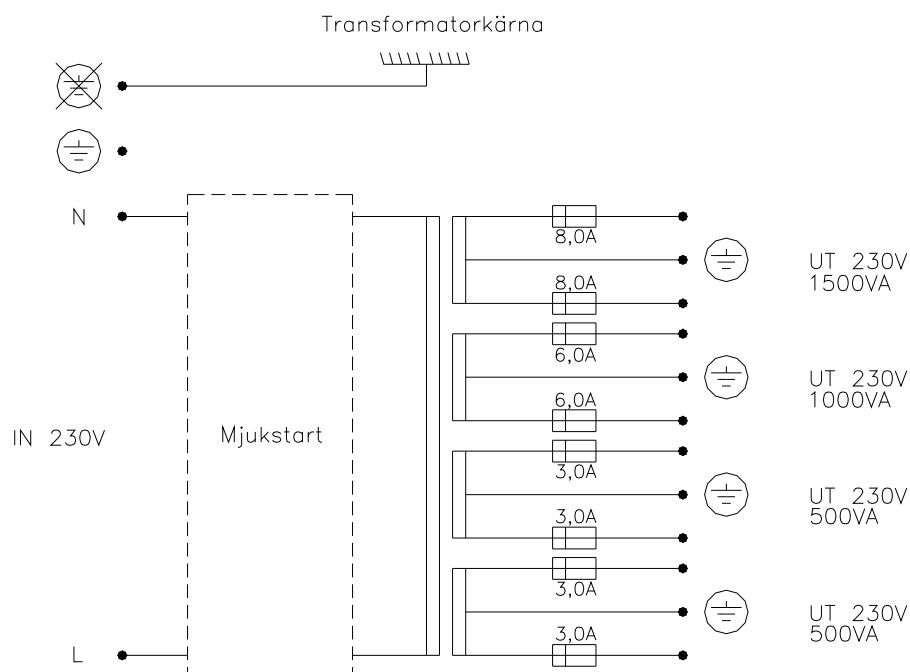 Transformatorkärna
N
8,0A
UT 230V
1500VA
8,0A
6,0A
UT 230V
1000VA
6,0A
IN 230V
Mjukstart
3,0A
UT 230V
500VA
3,0A
3,0A
UT 230V
500VA
3,0A
L